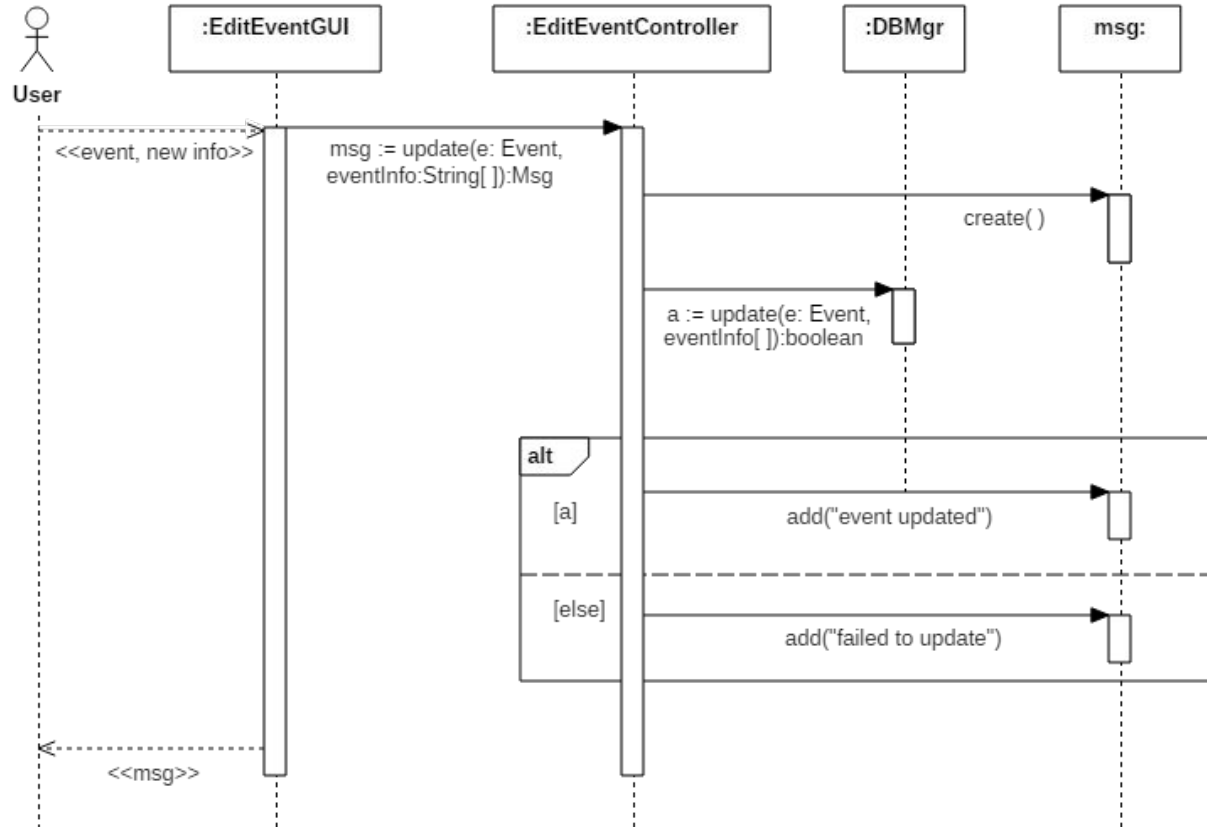 :EditEventGUI
:EditEventController
:DBMgr
msg:
User
<<event, new info>>
msg := update(e: Event,
eventInfo:String[ ]):Msg
create( )
a := update(e: Event,
eventInfo[ ]):boolean
alt
[a]
add("event updated")
[else]
add("failed to update")
<<msg>>